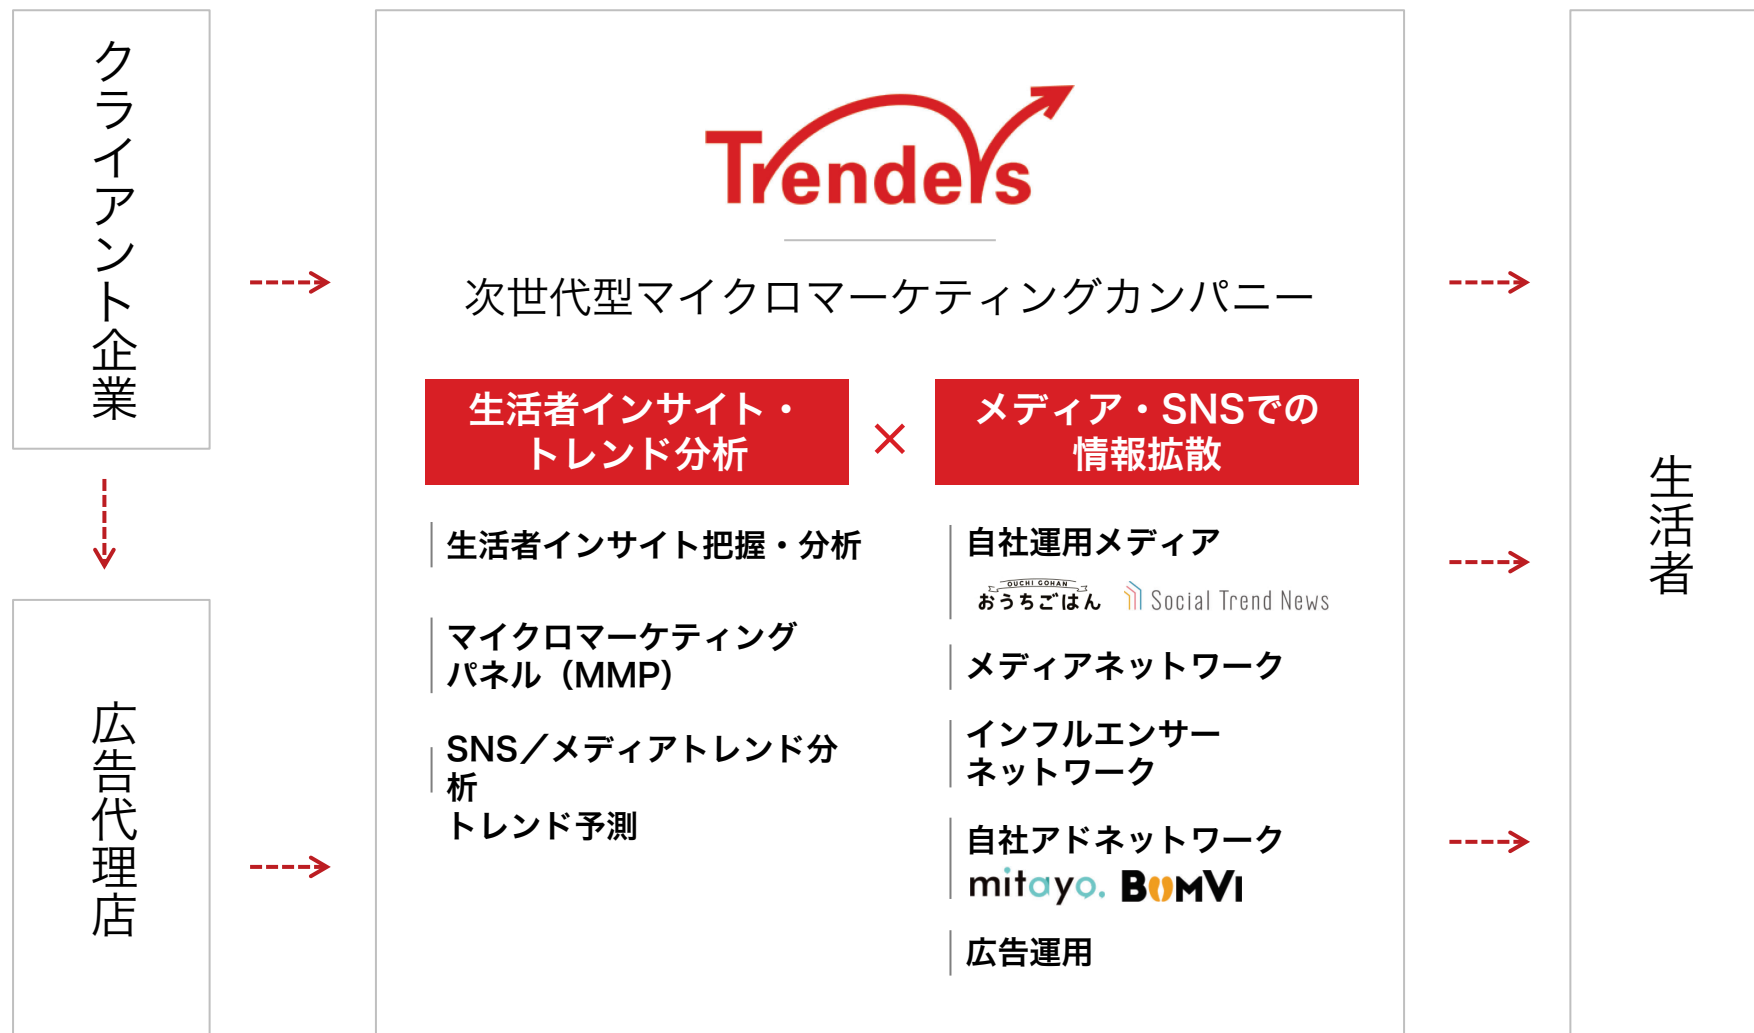 クライアント企業
広告代理店
Trenders
次世代型マイクロマーケティングカンパニー
生活者インサイト・
トレンド分析
×
メディア・SNSでの
情報拡散
生活者インサイト把握・分析
マイクロマーケティング
パネル（MMP）
SNS／メディアトレンド分
析
トレンド予測
自社運用メディア
OUCHI GOHAN
おうちごはん
Social Trend News
メディアネットワーク
インフルエンサー
ネットワーク
自社アドネットワーク
mitayo. BOMVI
広告運用
生活者